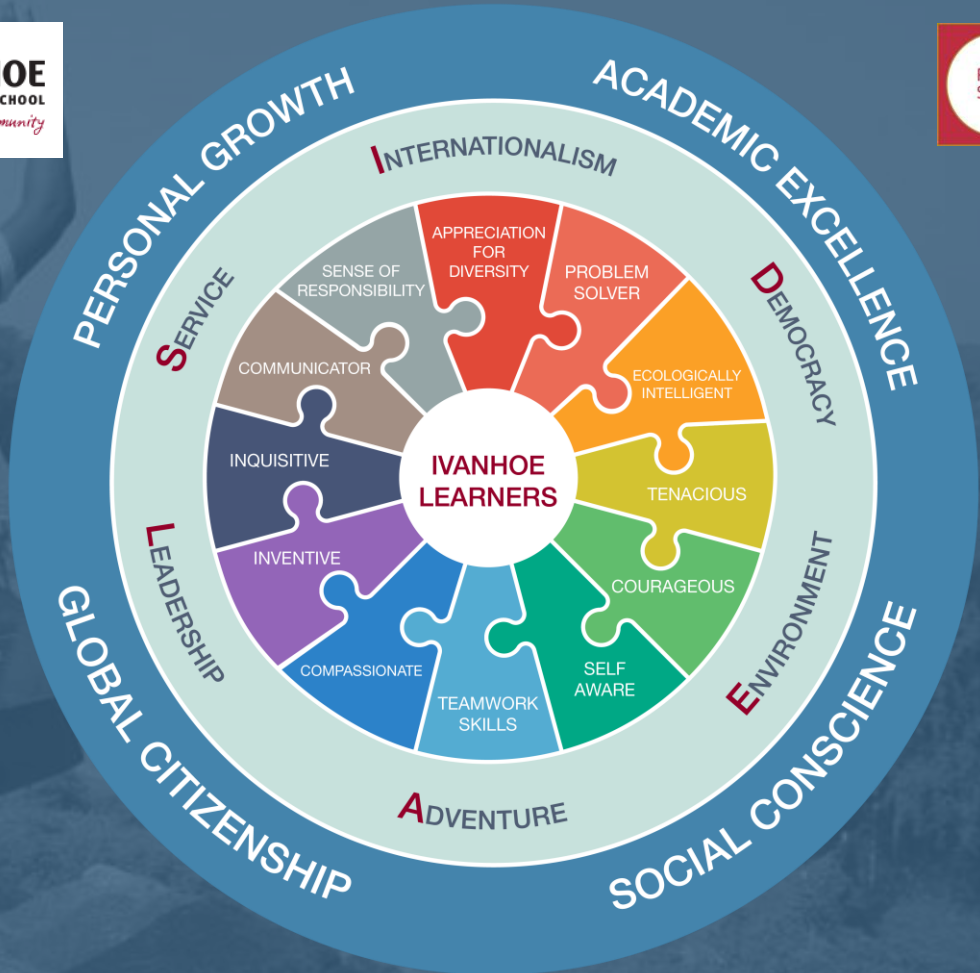 OE
CHOOL
munity
PERSONAL GROWTH
ACADEMIC EXCELLENCE
SOCIAL CONSCIENCE
GLOBAL CITIZENSHIP
INTERNATIONALISM
DEMOCRACY
ENVIRONMENT
ADVENTURE
LEADERSHIP
SERVICE
APPRECIATION
FOR
DIVERSITY
PROBLEM
SOLVER
ECOLOGICALLY
INTELLIGENT
TENACIOUS
COURAGEOUS
SELF
AWARE
TEAMWORK
SKILLS
COMPASSIONATE
INVENTIVE
INQUISITIVE
COMMUNICATOR
SENSE OF
RESPONSIBILITY
IVANHOE
LEARNERS